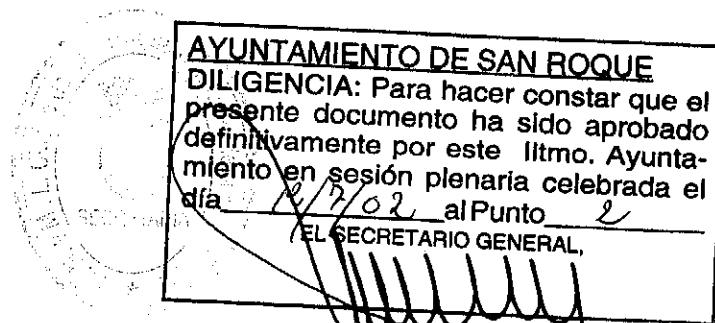 AYUNTAMIENTO DE SAN ROQUE
DILIGENCIA: Para hacer constar que el
presente documento ha sido aprobado
definitivamente por este Iltmo. Ayunta-
miento en sesión plenaria celebrada el
día /7/02 al Punto 2
EL SECRETARIO GENERAL,
SECRETARIA